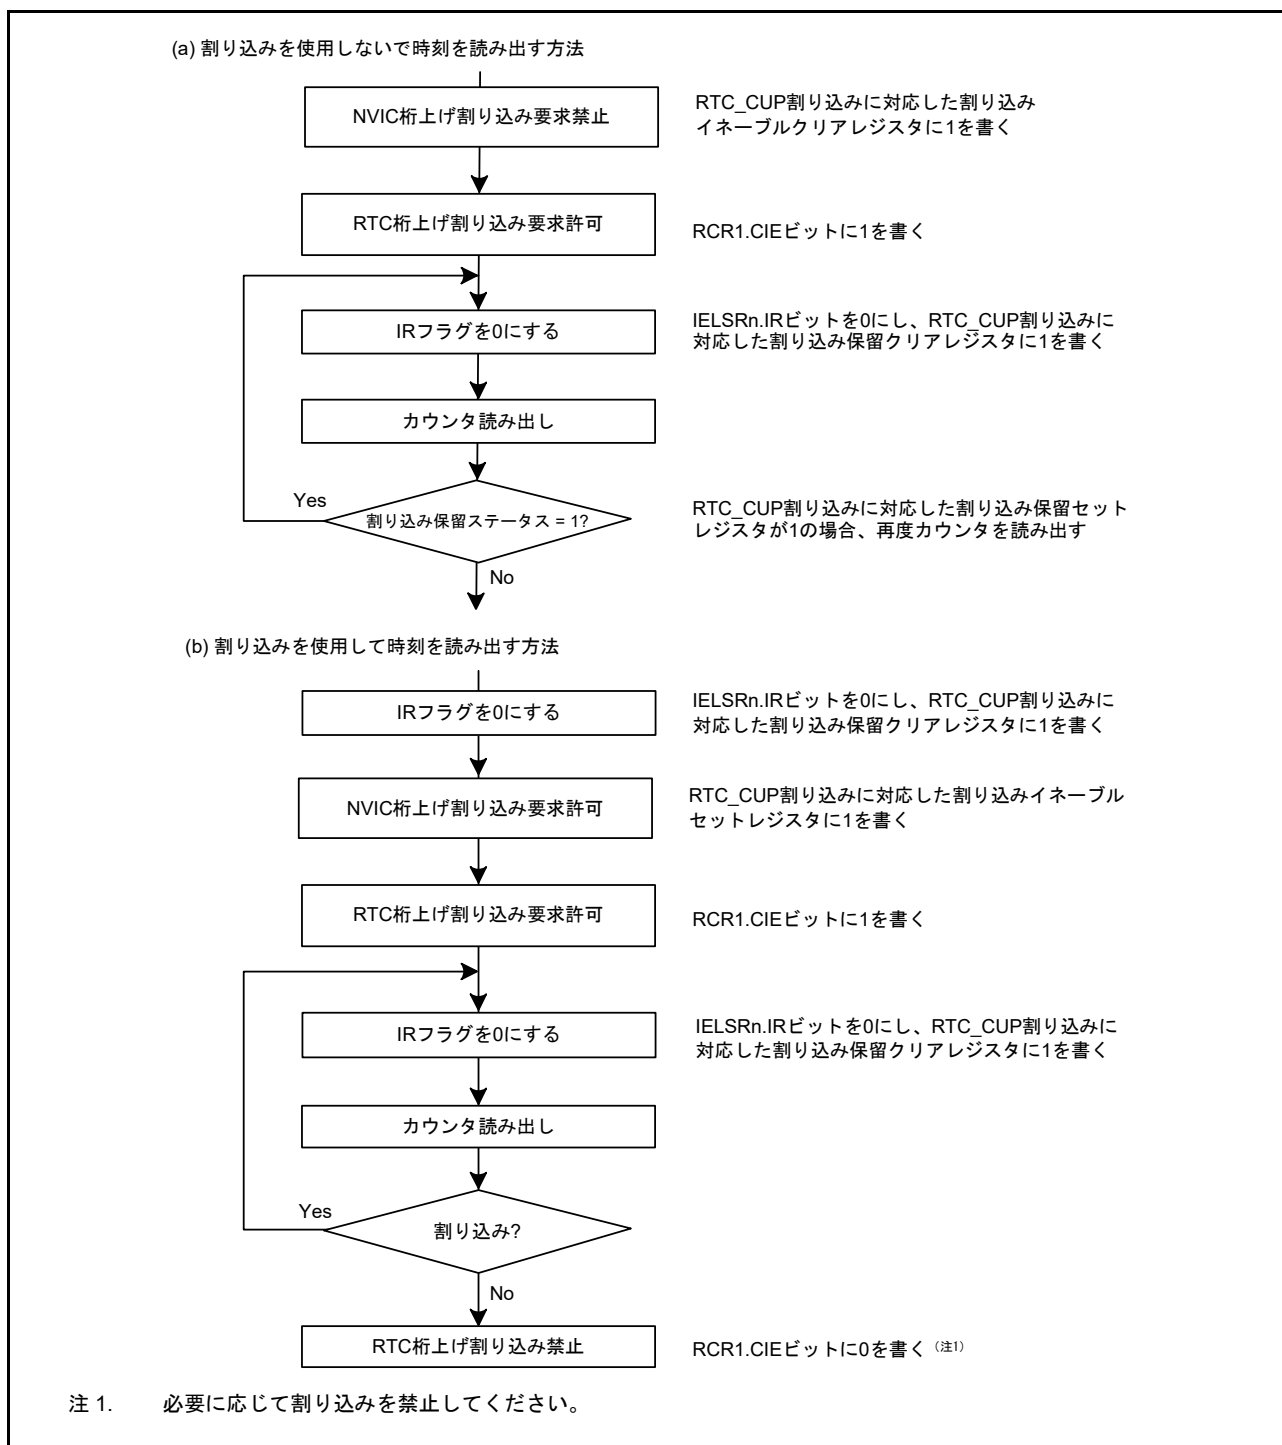 (a) 割り込みを使用しないで時刻を読み出す方法
NVIC桁上げ割り込み要求禁止
RTC_CUP割り込みに対応した割り込み
イネーブルクリアレジスタに1を書く
RTC桁上げ割り込み要求許可
RCR1.CIEビットに1を書く
IRフラグを0にする
IELSRn.IRビットを0にし、RTC_CUP割り込みに
対応した割り込み保留クリアレジスタに1を書く
カウンタ読み出し
Yes
割り込み保留ステータス = 1?
RTC_CUP割り込みに対応した割り込み保留セット
レジスタが1の場合、再度カウンタを読み出す
No
(b) 割り込みを使用して時刻を読み出す方法
IRフラグを0にする
IELSRn.IRビットを0にし、RTC_CUP割り込みに
対応した割り込み保留クリアレジスタに1を書く
NVIC桁上げ割り込み要求許可
RTC_CUP割り込みに対応した割り込みイネーブル
セットレジスタに1を書く
RTC桁上げ割り込み要求許可
RCR1.CIEビットに1を書く
IRフラグを0にする
IELSRn.IRビットを0にし、RTC_CUP割り込みに
対応した割り込み保留クリアレジスタに1を書く
カウンタ読み出し
Yes
割り込み?
No
RTC桁上げ割り込み禁止
RCR1.CIEビットに0を書く (注1)
注 1. 必要に応じて割り込みを禁止してください。